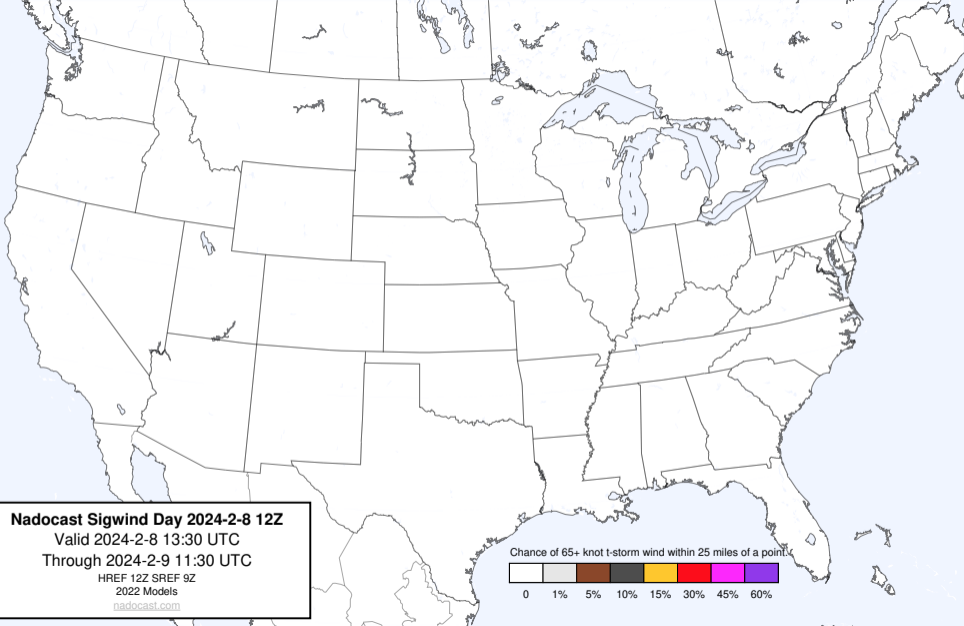 Nadocast Sigwind Day 2024-2-8 12Z
Valid 2024-2-8 13:30 UTC
Through 2024-2-9 11:30 UTC
HREF 12Z SREF 9Z
2022 Models
nadocast.com
Chance of 65+ knot t-storm wind within 25 miles of a point.
0 1% 5% 10% 15% 30% 45% 60%